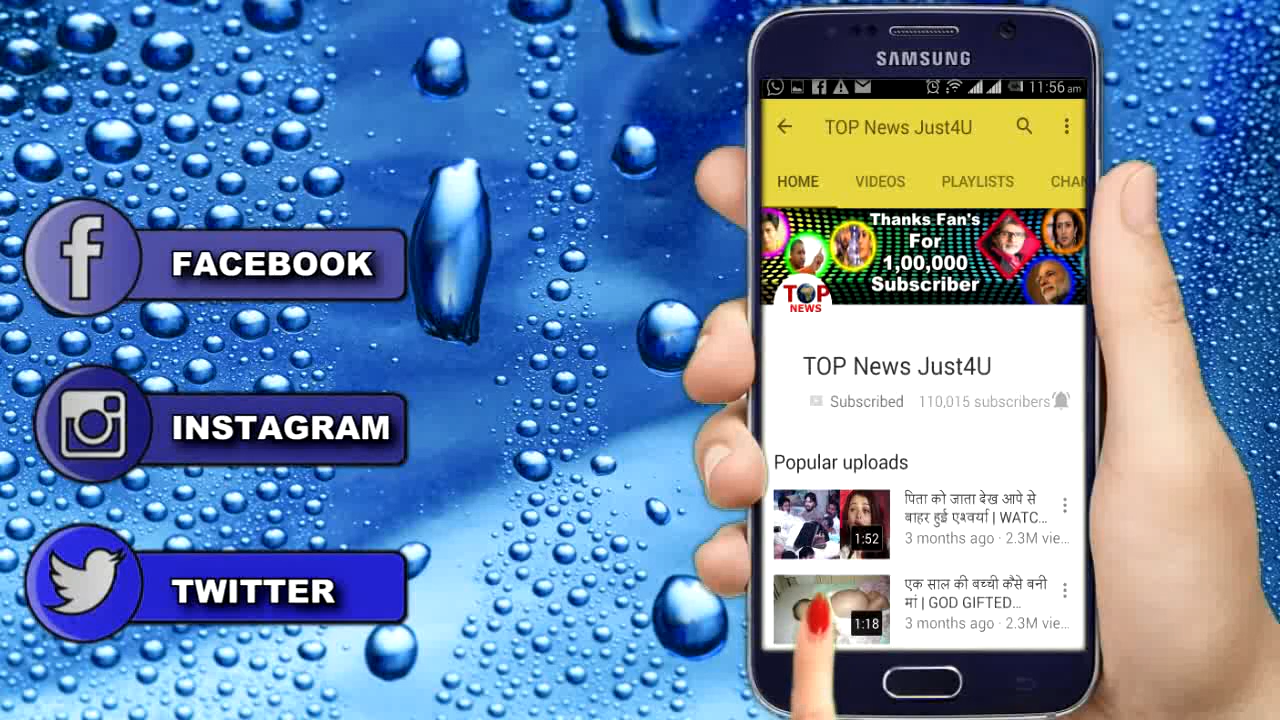 FACEBOOK
INSTAGRAM
TWITTER
SAMSUNG
11:56 am
TOP News Just4U
HOME VIDEOS PLAYLISTS CHAN
Thanks Fan's
For
1,00,000
Subscriber
TOP
NEWS
TOP News Just4U
Subscribed 110,015 subscribers
Popular uploads
पिता को जाता देख आपे से
बाहर हुई एश्वर्या | WATC...
3 months ago · 2.3M vie...
1:52
एक साल की बच्ची कैसे बनी
मां | GOD GIFTED...
3 months ago · 2.3M vie...
1:18